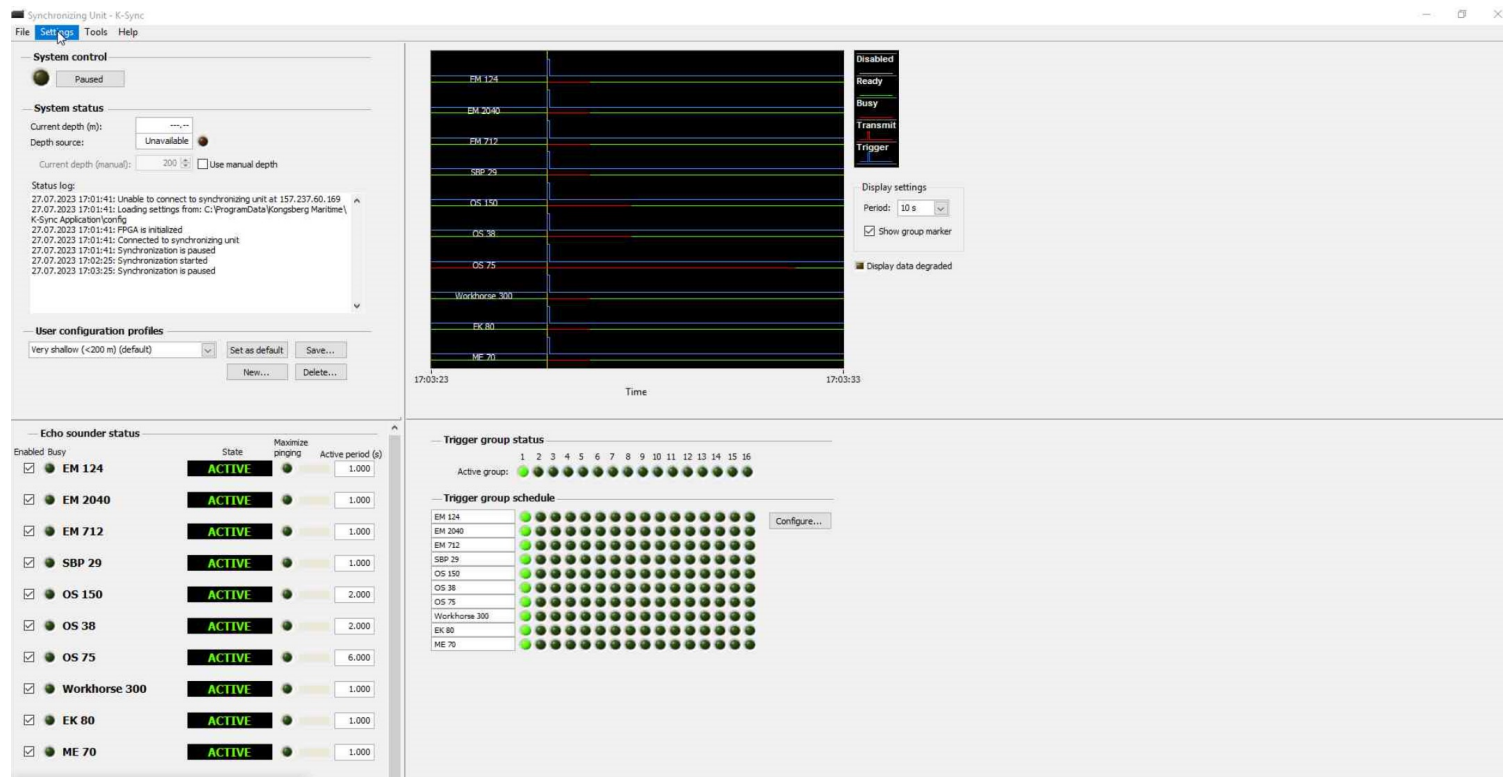 Synchronizing Unit - K-Sync
File Settings Tools Help
System control
Paused
System status
Current depth (m): ---.--
Depth source: Unavailable
Current depth (manual): 200 Use manual depth
Status log:
27.07.2023 17:01:41: Unable to connect to synchronizing unit at 157.237.60.169
27.07.2023 17:01:41: Loading settings from: C:\ProgramData\Kongsberg Maritime\
K-Sync Application\config
27.07.2023 17:01:41: FPGA is initialized
27.07.2023 17:01:41: Connected to synchronizing unit
27.07.2023 17:01:41: Synchronization is paused
27.07.2023 17:02:25: Synchronization started
27.07.2023 17:03:25: Synchronization is paused
User configuration profiles
Very shallow (<200 m) (default) Set as default Save...
New... Delete...
EM 124
EM 2040
EM 712
SBP 29
OS 150
OS 38
OS 75
Workhorse 300
EK 80
ME 70
17:03:23 17:03:33
Time
Disabled
Ready
Busy
Transmit
Trigger
Display settings
Period: 10 s
Show group marker
Display data degraded
Echo sounder status
Enabled Busy State Maximize pinging Active period (s)
EM 124 ACTIVE 1.000
EM 2040 ACTIVE 1.000
EM 712 ACTIVE 1.000
SBP 29 ACTIVE 1.000
OS 150 ACTIVE 2.000
OS 38 ACTIVE 2.000
OS 75 ACTIVE 6.000
Workhorse 300 ACTIVE 1.000
EK 80 ACTIVE 1.000
ME 70 ACTIVE 1.000
Trigger group status
1 2 3 4 5 6 7 8 9 10 11 12 13 14 15 16
Active group:
Trigger group schedule
EM 124 Configure...
EM 2040
EM 712
SBP 29
OS 150
OS 38
OS 75
Workhorse 300
EK 80
ME 70